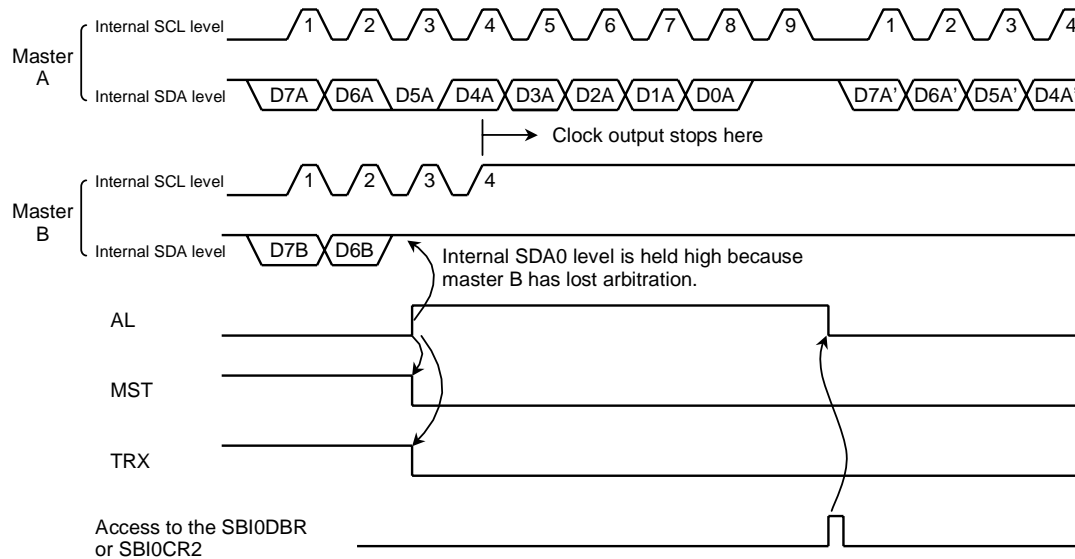 Master
A
Internal SCL level
1 2 3 4 5 6 7 8 9 1 2 3 4
Internal SDA level
D7A D6A D5A D4A D3A D2A D1A D0A D7A’ D6A’ D5A’ D4A’
Clock output stops here
Master
B
Internal SCL level
1 2 3 4
Internal SDA level
D7B D6B
Internal SDA0 level is held high because
master B has lost arbitration.
AL
MST
TRX
Access to the SBI0DBR
or SBI0CR2